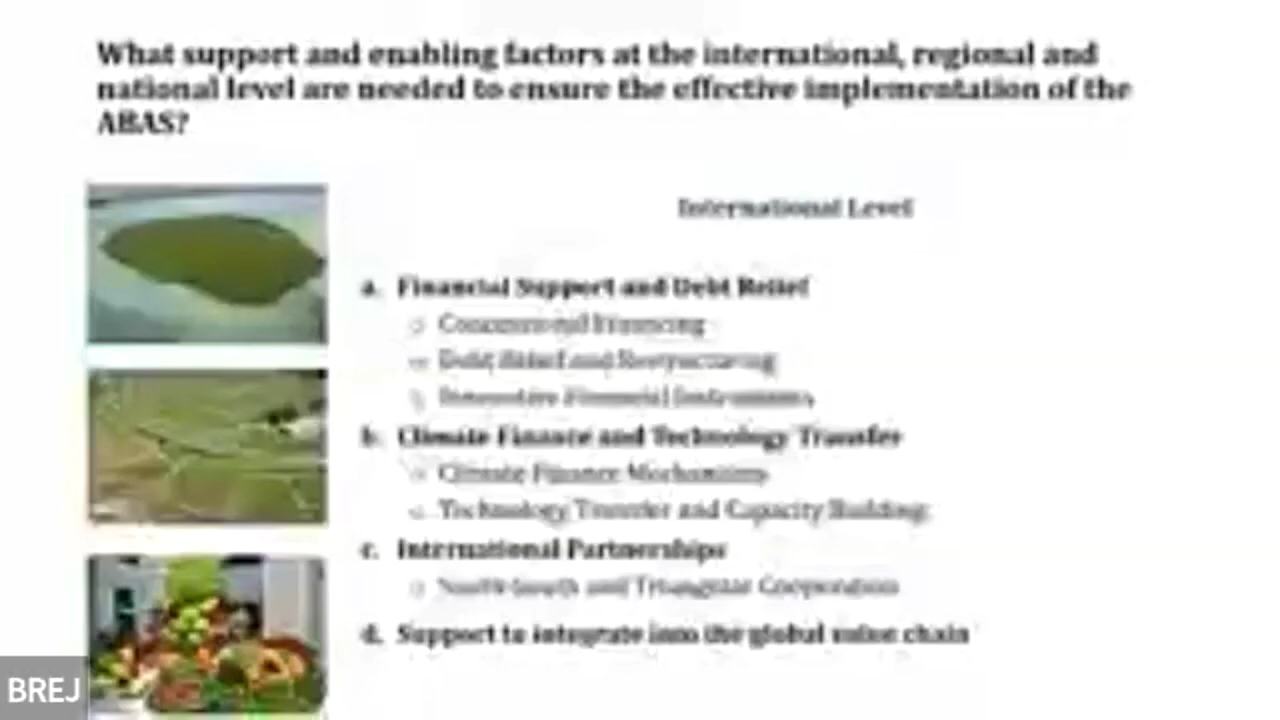 What support and enabling factors at the international, regional and
national level are needed to ensure the effective implementation of the
ABAS?
International Level
a. Financial Support and Debt Relief
Concessional Financing
Debt Relief and Restructuring
Innovative Financial Instruments
b. Climate Finance and Technology Transfer
Climate Finance Mechanisms
Technology Transfer and Capacity Building
c. International Partnerships
South-South and Triangular Cooperation
d. Support to integrate into the global value chain
BREJ